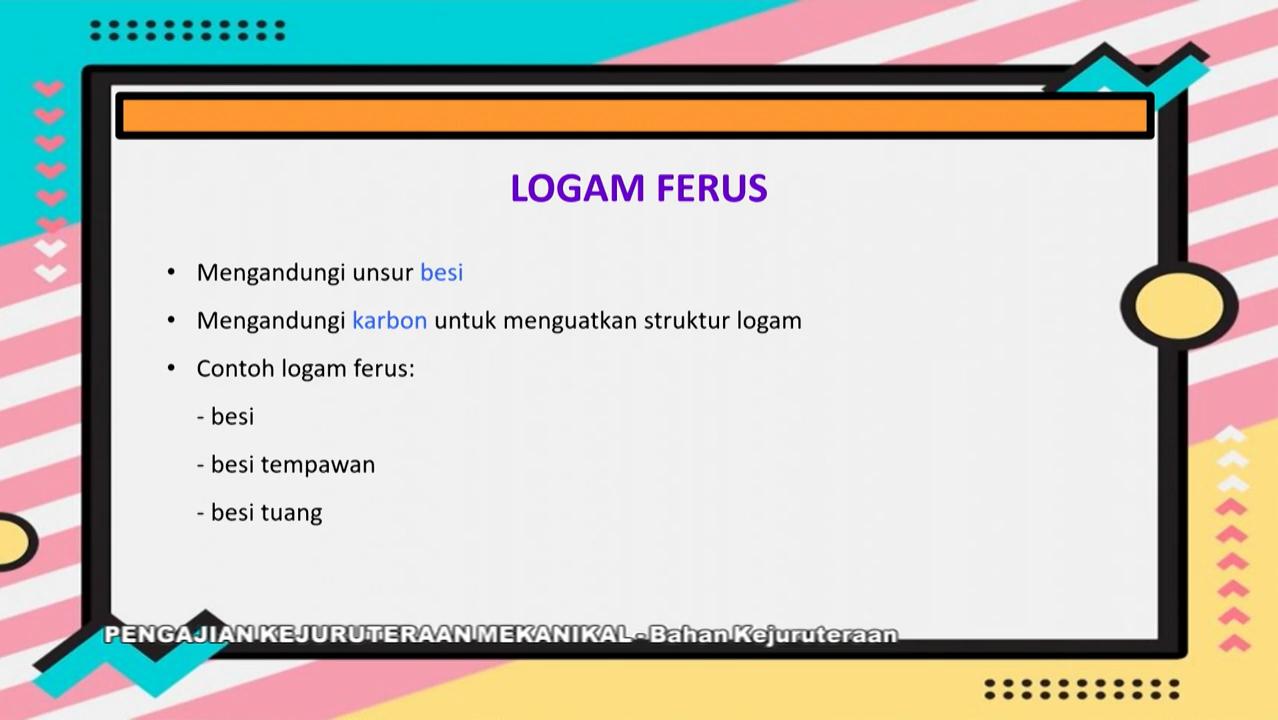 LOGAM FERUS
• Mengandungi unsur besi
• Mengandungi karbon untuk menguatkan struktur logam
• Contoh logam ferus:
- besi
- besi tempawan
- besi tuang
PENGAJIAN KEJURUTERAAN MEKANIKAL - Bahan Kejuruteraan